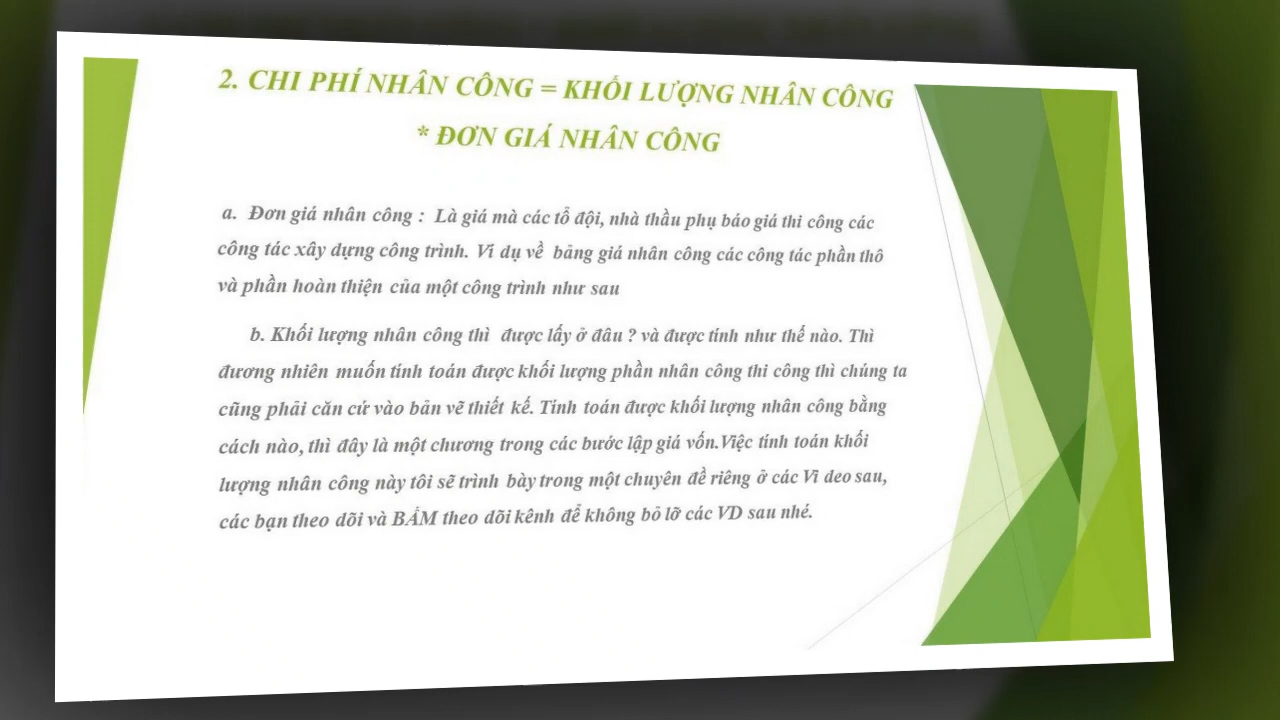 2. CHI PHÍ NHÂN CÔNG = KHỐI LƯỢNG NHÂN CÔNG
* ĐƠN GIÁ NHÂN CÔNG
a. Đơn giá nhân công : Là giá mà các tổ đội, nhà thầu phụ báo giá thi công các
công tác xây dựng công trình. Ví dụ về bảng giá nhân công các công tác phần thô
và phần hoàn thiện của một công trình như sau
b. Khối lượng nhân công thì được lấy ở đâu ? và được tính như thế nào. Thì
đương nhiên muốn tính toán được khối lượng phần nhân công thi công thì chúng ta
cũng phải căn cứ vào bản vẽ thiết kế. Tính toán được khối lượng nhân công bằng
cách nào, thì đây là một chương trong các bước lập giá vốn.Việc tính toán khối
lượng nhân công này tôi sẽ trình bày trong một chuyên đề riêng ở các Vi deo sau,
các bạn theo dõi và BẤM theo dõi kênh để không bỏ lỡ các VD sau nhé.